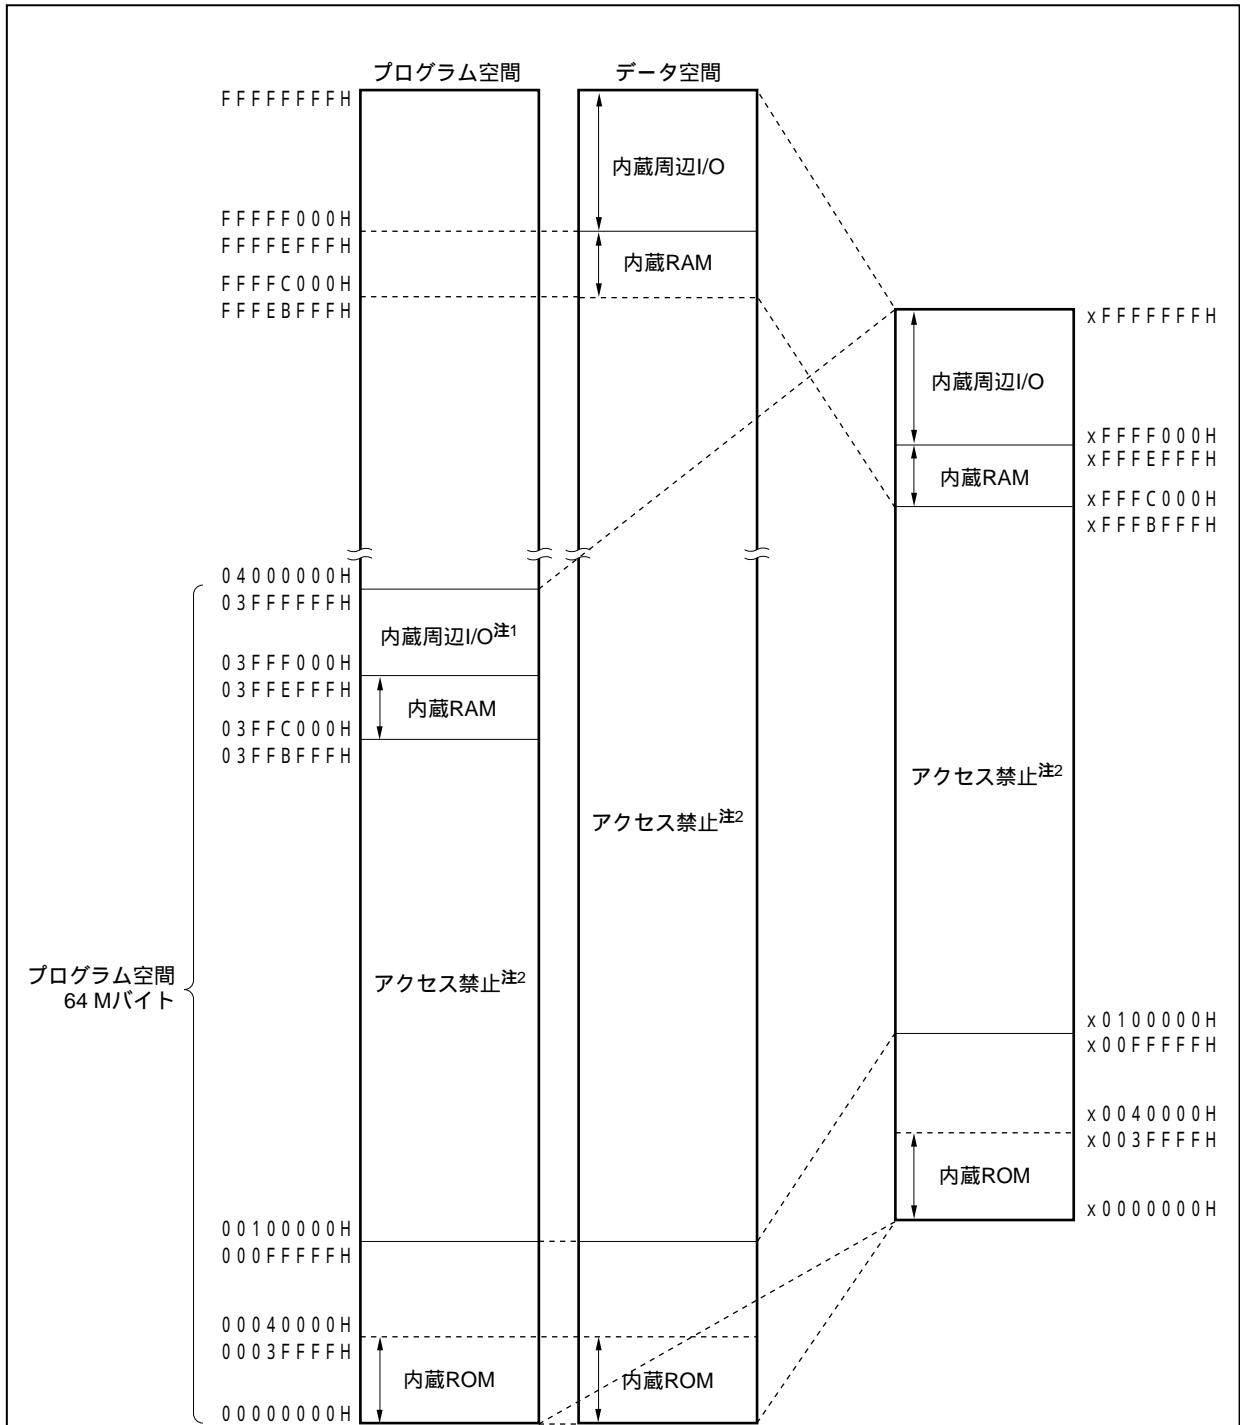 プログラム空間
データ空間
FFFFFFFFH
内蔵周辺I/O
FFFFF000H
FFFFEFFFH
内蔵RAM
FFFFC000H
FFFEBFFFH
xFFFFFFFH
内蔵周辺I/O
xFFFF000H
xFFFEFFFH
内蔵RAM
xFFFC000H
xFFFBFFFH
04000000H
03FFFFFFH
内蔵周辺I/O注1
03FFF000H
03FFEFFFH
内蔵RAM
03FFC000H
03FFBFFFH
アクセス禁止注2
アクセス禁止注2
プログラム空間
64 Mバイト
アクセス禁止注2
x0100000H
x00FFFFFH
x0040000H
x003FFFFH
内蔵ROM
x0000000H
00100000H
000FFFFFH
00040000H
0003FFFFH
内蔵ROM
内蔵ROM
00000000H